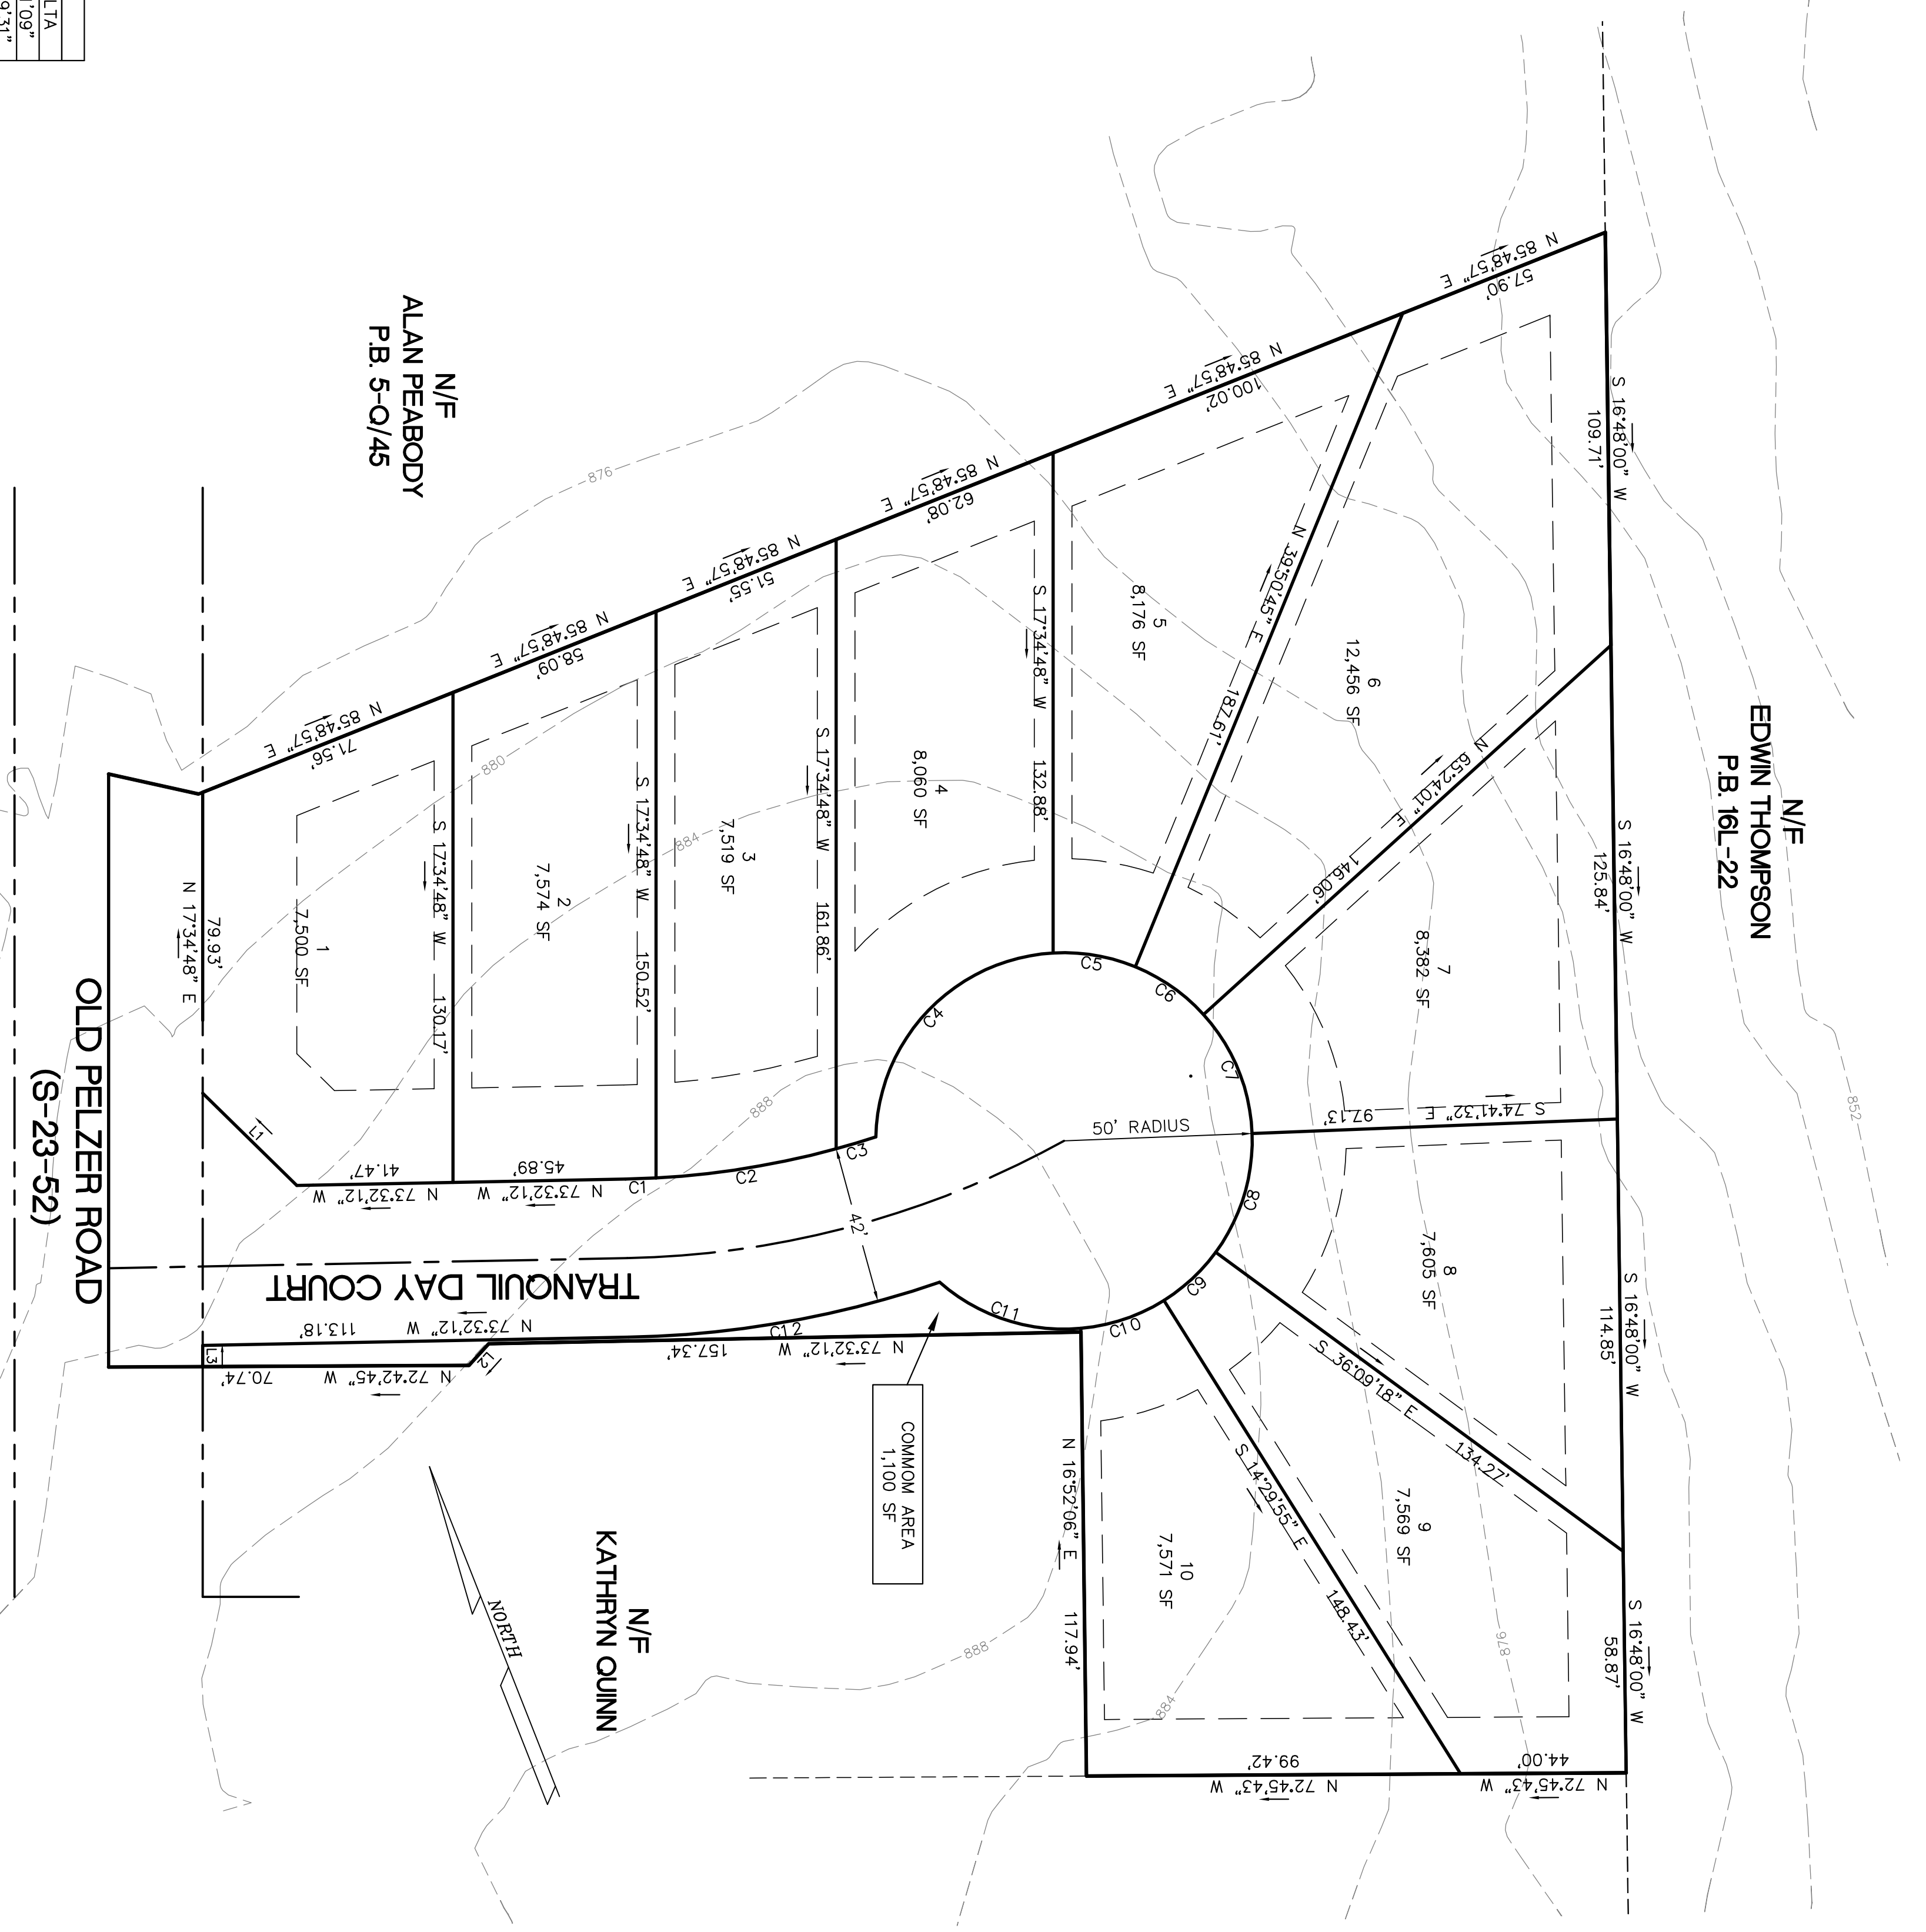 LTA
1'09"
9'31"
N/F
EDWIN THOMPSON
P.B. 16L-22
N/F
ALAN PEABODY
P.B. 5-Q/45
N/F
KATHRYN QUINN
OLD PELZER ROAD
(S-23-52)
TRANQUIL DAY COURT
COMMOM AREA
1,100 SF
NORTH
50' RADIUS
42'
1
7,500 SF
2
7,574 SF
3
7,519 SF
4
8,060 SF
5
8,176 SF
6
12,456 SF
7
8,382 SF
8
7,605 SF
9
7,569 SF
10
7,571 SF
N 85°48'57" E
71.56'
N 85°48'57" E
58.09'
N 85°48'57" E
51.55'
N 85°48'57" E
62.08'
N 85°48'57" E
100.02'
N 85°48'57" E
57.90'
S 16°48'00" W
109.71'
S 16°48'00" W
125.84'
S 16°48'00" W
114.85'
S 16°48'00" W
58.87'
N 72°45'43" W
44.00'
N 72°45'43" W
99.42'
N 16°52'06" E
117.94'
N 73°32'12" W
157.34'
N 72°42'45" W
70.74'
N 73°32'12" W
113.18'
N 73°32'12" W
41.47'
N 73°32'12" W
45.89'
N 17°34'48" E
79.93'
S 17°34'48" W 130.17'
S 17°34'48" W 150.52'
S 17°34'48" W 161.86'
S 17°34'48" W 132.88'
N 39°50'45" E 187.61'
N 65°24'01" E 146.06'
S 74°41'32" E 97.13'
S 36°09'18" E 134.27'
S 14°29'55" E 148.43'
L1
L2
L3
C1
C2
C3
C4
C5
C6
C7
C8
C9
C10
C11
C12
876
880
884
888
888
884
876
852